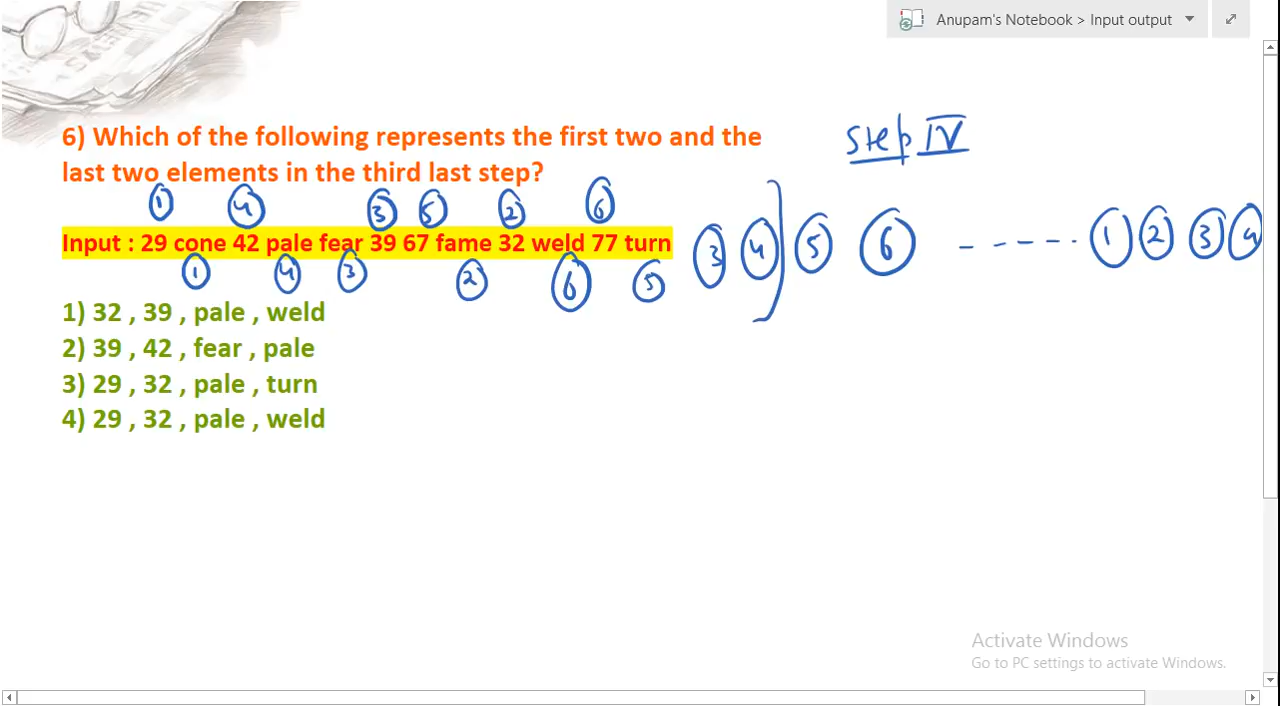 Anupam's Notebook > Input output
6) Which of the following represents the first two and the
last two elements in the third last step?
step IV
1 4 3 5 2 6
Input : 29 cone 42 pale fear 39 67 fame 32 weld 77 turn
3 4 ] 5 6 ------ 1 2 3 4
1 4 3 2 6 5
1) 32 , 39 , pale , weld
2) 39 , 42 , fear , pale
3) 29 , 32 , pale , turn
4) 29 , 32 , pale , weld
Activate Windows
Go to PC settings to activate Windows.